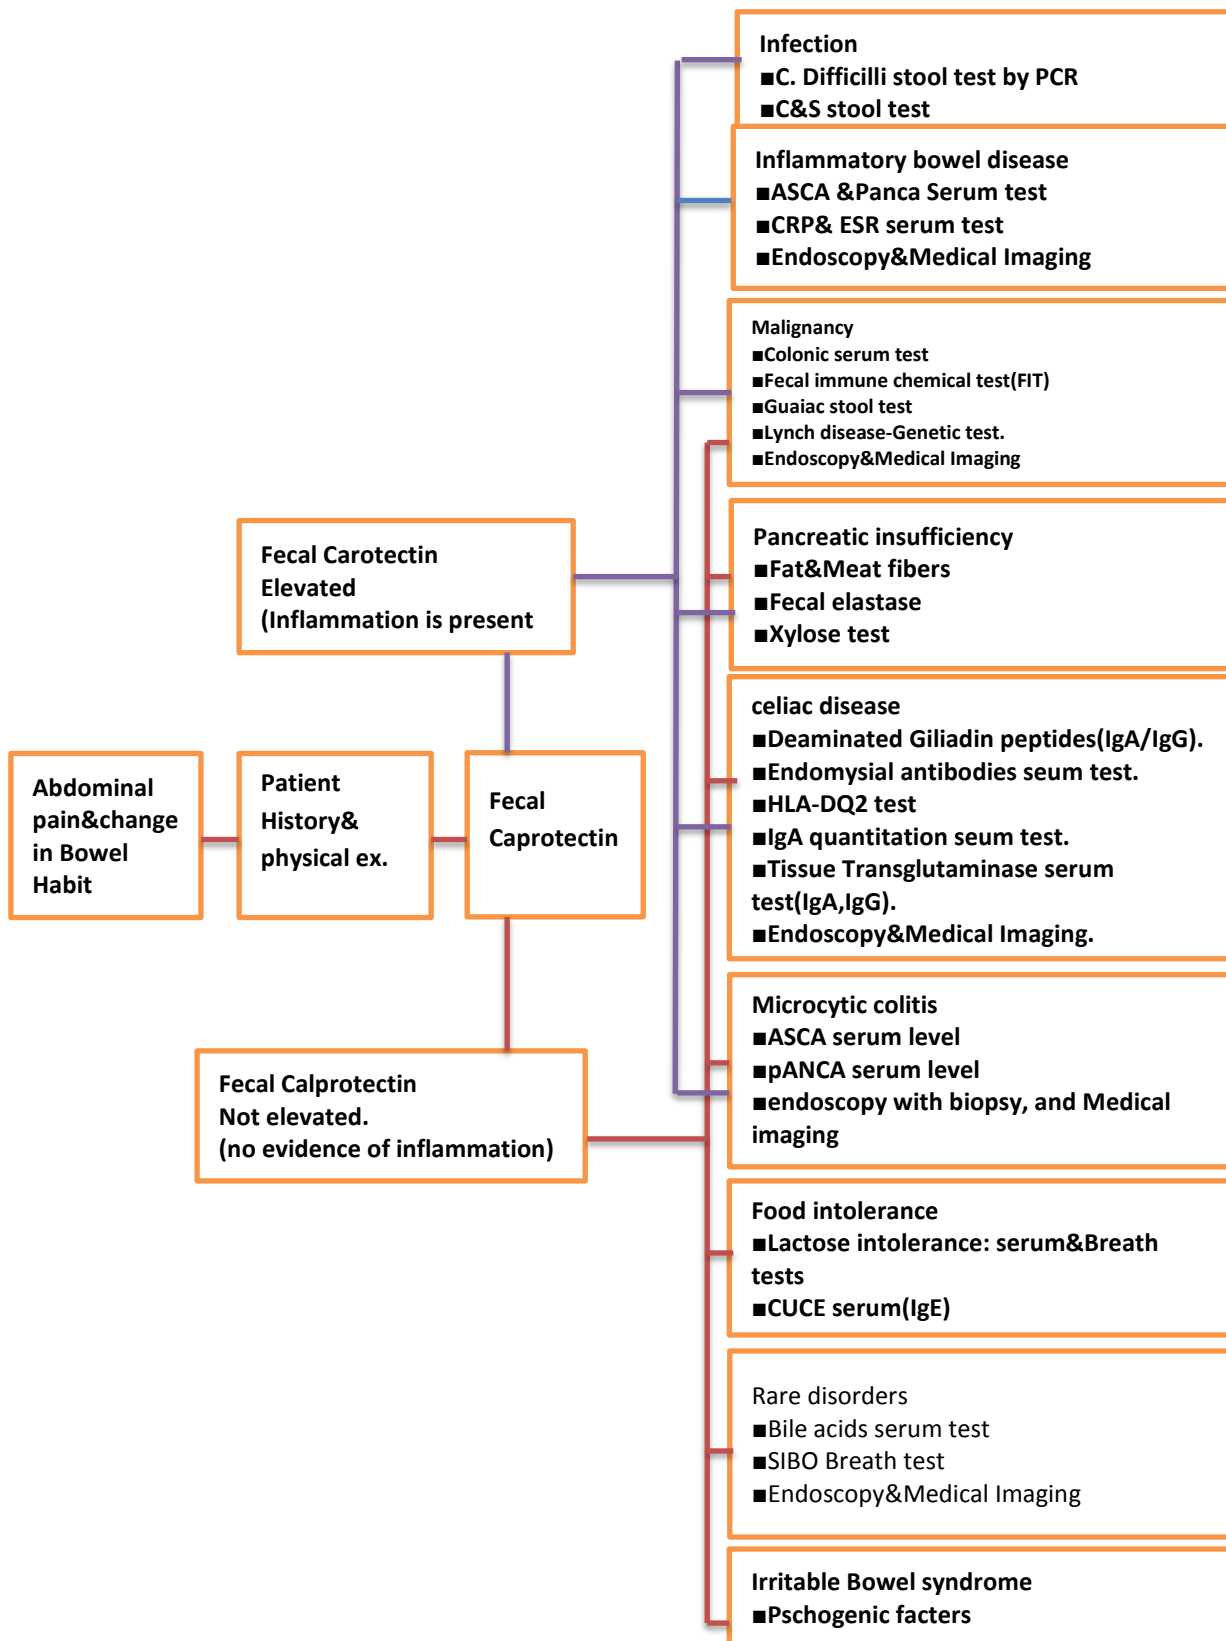 Infection
■C. Difficilli stool test by PCR
■C&S stool test
Inflammatory bowel disease
■ASCA &Panca Serum test
■CRP& ESR serum test
■Endoscopy&Medical Imaging
Malignancy
■Colonic serum test
■Fecal immune chemical test(FIT)
■Guaiac stool test
■Lynch disease-Genetic test.
■Endoscopy&Medical Imaging
Fecal Carotectin
Elevated
(Inflammation is present
Pancreatic insufficiency
■Fat&Meat fibers
■Fecal elastase
■Xylose test
celiac disease
■Deaminated Giliadin peptides(IgA/IgG).
■Endomysial antibodies seum test.
■HLA-DQ2 test
■IgA quantitation seum test.
■Tissue Transglutaminase serum
test(IgA,IgG).
■Endoscopy&Medical Imaging.
Abdominal
pain&change
in Bowel
Habit
Patient
History&
physical ex.
Fecal
Caprotectin
Microcytic colitis
■ASCA serum level
■pANCA serum level
■endoscopy with biopsy, and Medical
imaging
Fecal Calprotectin
Not elevated.
(no evidence of inflammation)
Food intolerance
■Lactose intolerance: serum&Breath
tests
■CUCE serum(IgE)
Rare disorders
■Bile acids serum test
■SIBO Breath test
■Endoscopy&Medical Imaging
Irritable Bowel syndrome
■Pschogenic facters